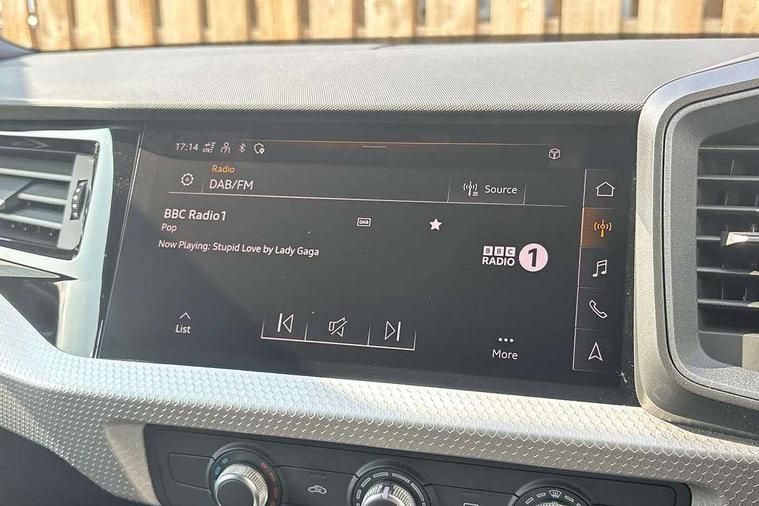 17:14
Radio
DAB/FM
Source
BBC Radio1
DAB
Pop
Now Playing: Stupid Love by Lady Gaga
BBC
RADIO 1
List
More